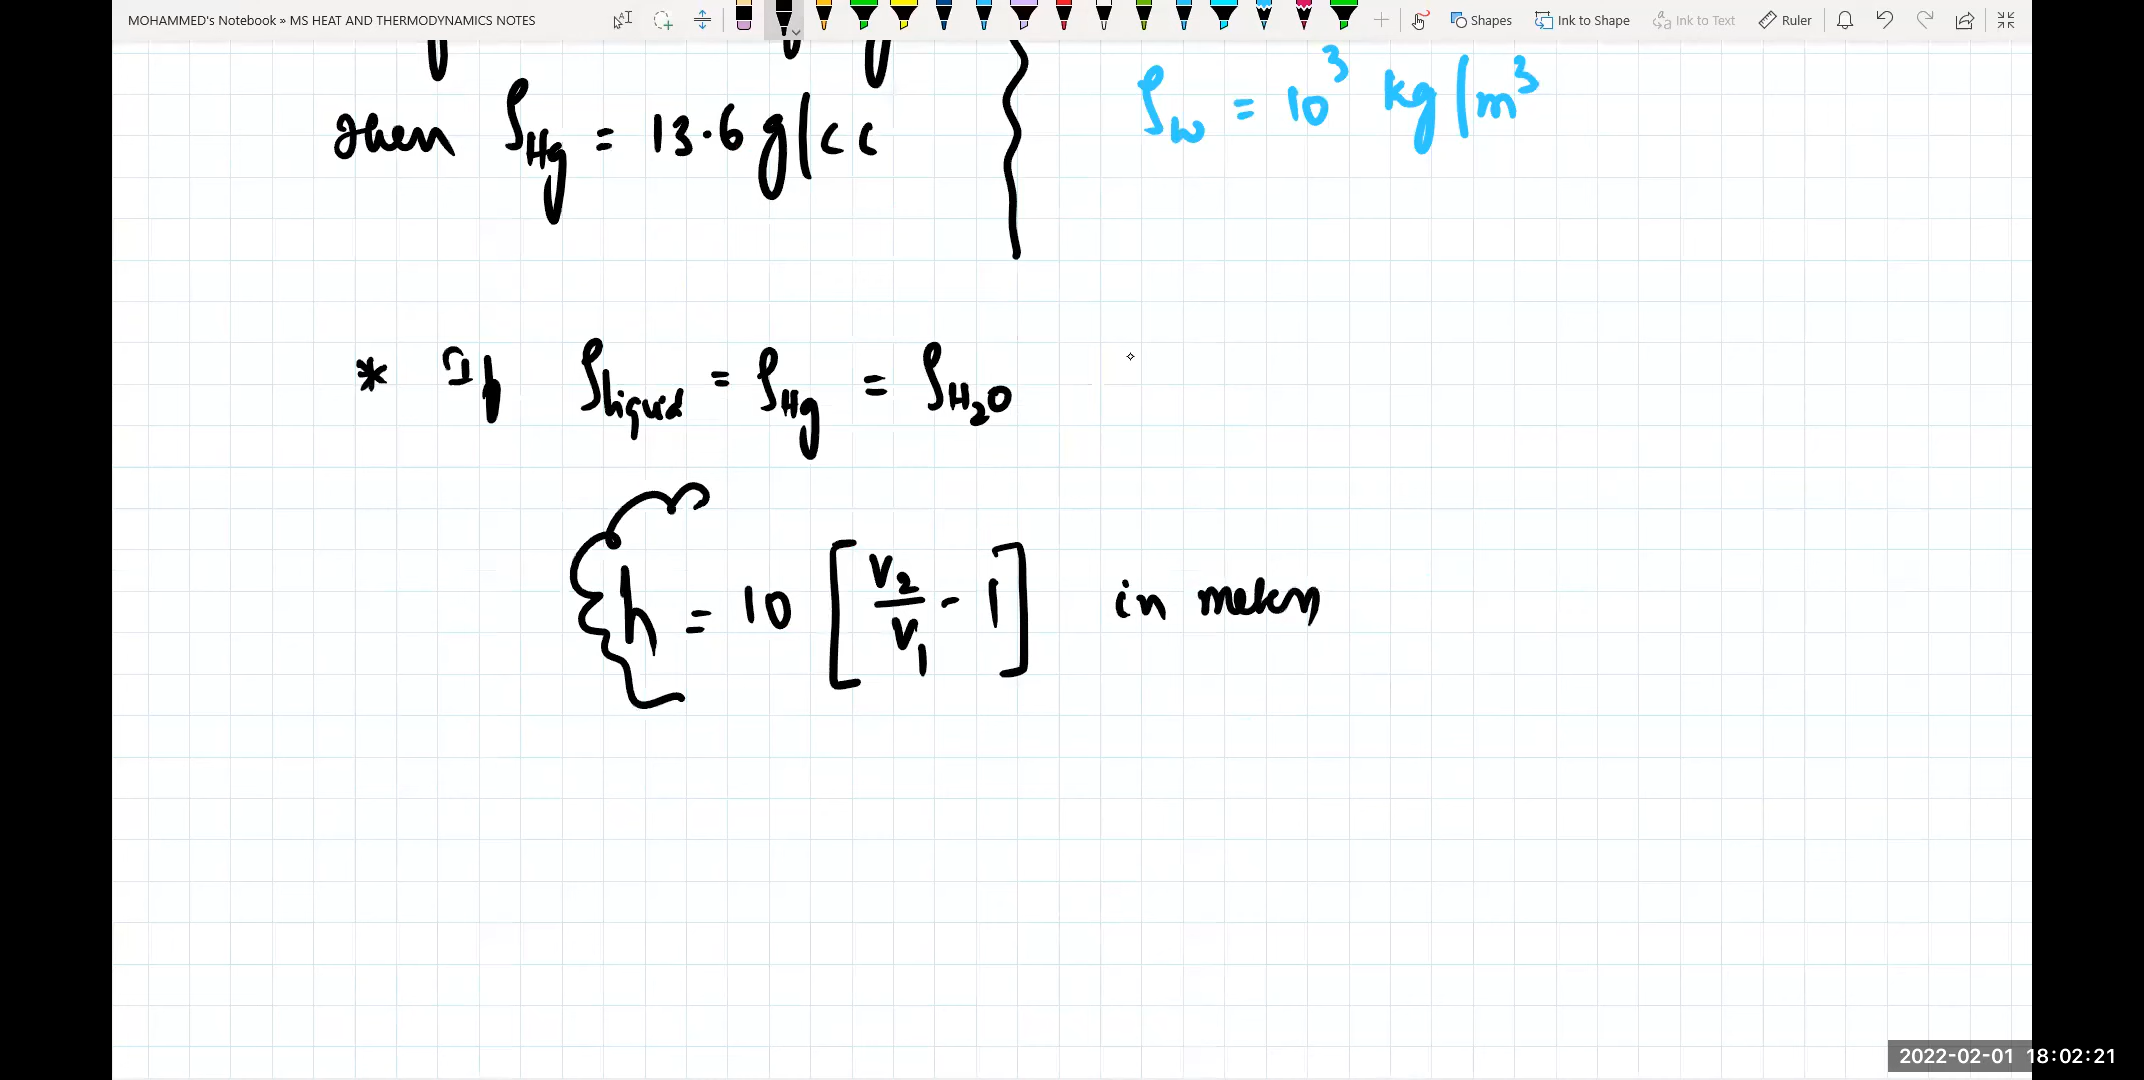 MOHAMMED's Notebook » MS HEAT AND THERMODYNAMICS NOTES
Shapes Ink to Shape Ink to Text Ruler
then ρHg = 13.6 g/cc
ρw = 10³ kg/m³
* If ρliquid = ρHg = ρH₂O
h = 10 [V₂/V₁ - 1] in meters
2022-02-01 18:02:21